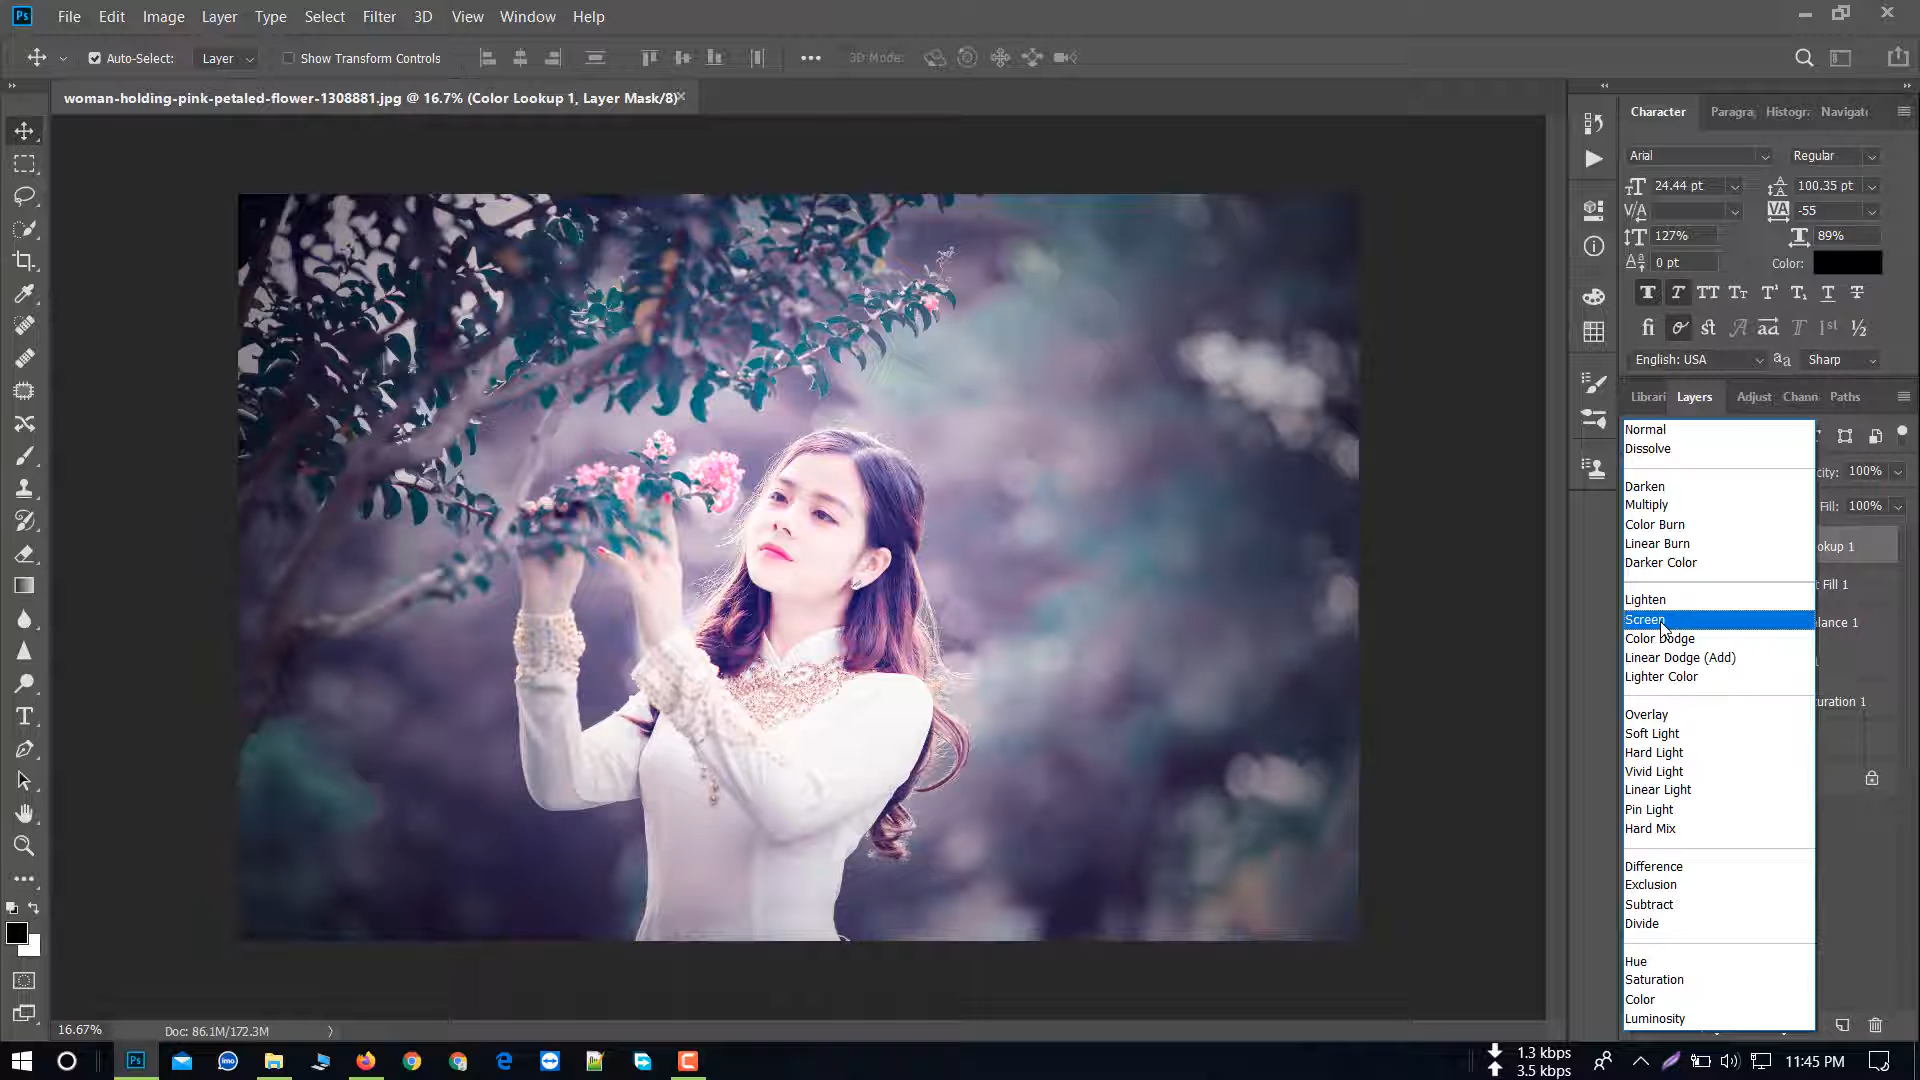 Ps File Edit Image Layer Type Select Filter 3D View Window Help
Auto-Select: Layer Show Transform Controls 3D Mode:
woman-holding-pink-petaled-flower-1308881.jpg @ 16.7% (Color Lookup 1, Layer Mask/8)
Character Paragra Histogr Navigat
Arial Regular
24.44 pt 100.35 pt
-55
127% 89%
0 pt Color:
English: USA Sharp
Librari Layers Adjust Chann Paths
Normal
Dissolve
city: 100%
Darken
Multiply Fill: 100%
Color Burn
Linear Burn okup 1
Darker Color
t Fill 1
Lighten
Screen lance 1
Color Dodge
Linear Dodge (Add)
Lighter Color
uration 1
Overlay
Soft Light
Hard Light
Vivid Light
Linear Light
Pin Light
Hard Mix
Difference
Exclusion
Subtract
Divide
Hue
Saturation
Color
Luminosity
16.67% Doc: 86.1M/172.3M
Ps imo 1.3 kbps
3.5 kbps
11:45 PM